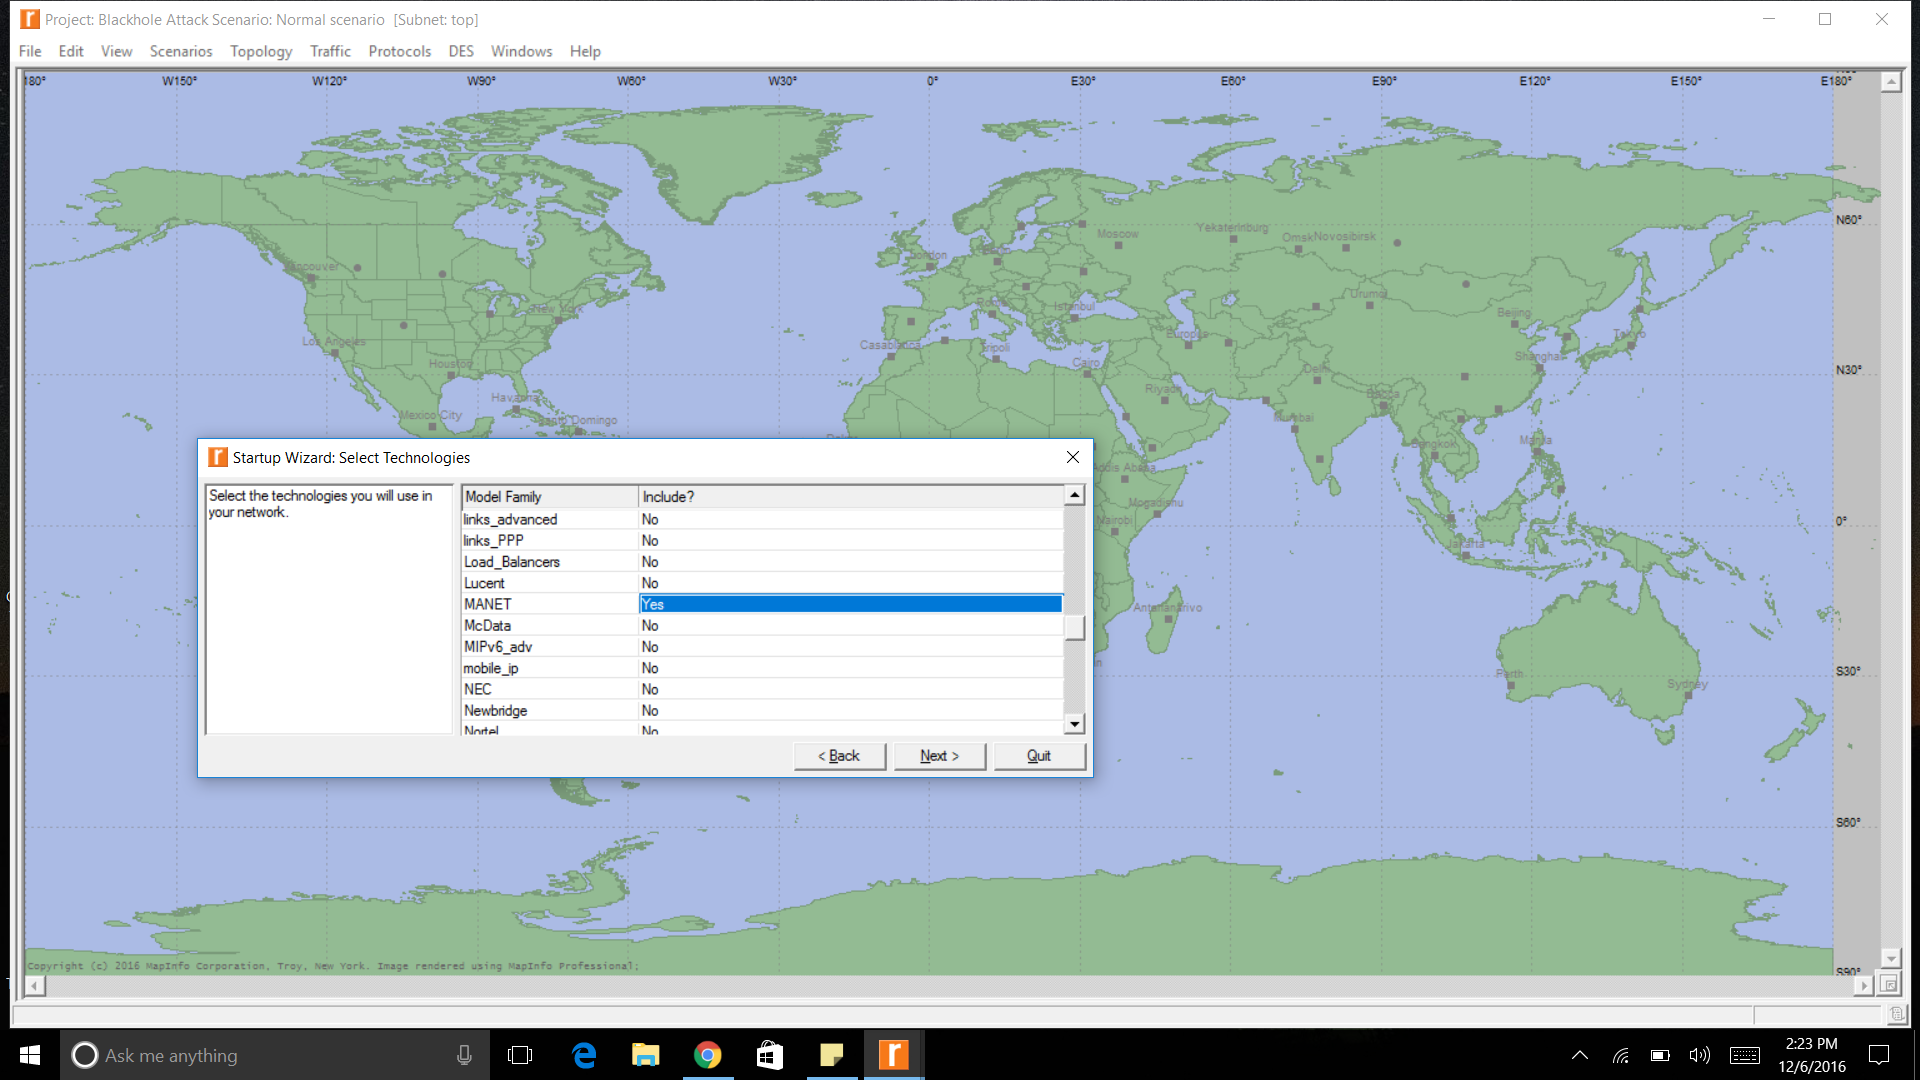 Project: Blackhole Attack Scenario: Normal scenario [Subnet: top]
File Edit View Scenarios Topology Traffic Protocols DES Windows Help
W150° W120° W90° W60° W30° 0° E30° E60° E90° E120° E150° E180°
N60°
Moscow Yekaterinburg Omsk Novosibirsk
Vancouver London
New York Rome Istanbul Urumqi Beijing
Los Angeles Casablanca Tripoli Europe Tokyo
Houston Cairo Delhi Shanghai
N30°
Havana Riyadh
Mexico City Santo Domingo Mumbai
Bangkok Manila
Startup Wizard: Select Technologies
Addis Ababa
Select the technologies you will use in
your network.
Model Family Include?
links_advanced No
links_PPP No
Load_Balancers No
Lucent No
MANET Yes
McData No
MIPv6_adv No
mobile_ip No
NEC No
Newbridge No
Nortel No
< Back Next > Quit
Mogadishu
Nairobi
0°
Jakarta
Antananarivo
S30°
Perth Sydney
S60°
S90°
Copyright (c) 2016 MapInfo Corporation, Troy, New York. Image rendered using MapInfo Professional;
Ask me anything
2:23 PM
12/6/2016